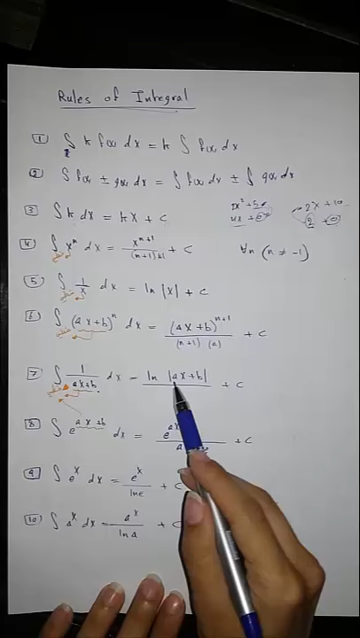 Rules of Integral
1 ∫ k f(x) dx = k ∫ f(x) dx
2 ∫ f(x) ± g(x) dx = ∫ f(x) dx ± ∫ g(x) dx
3 ∫ k dx = kx + c
4 ∫ xⁿ dx = xⁿ⁺¹ / (n+1) + c ∀n (n ≠ -1)
5 ∫ 1/x dx = ln |x| + c
6 ∫ (ax+b)ⁿ dx = (ax+b)ⁿ⁺¹ / (n+1) (a) + c
7 ∫ 1/(ax+b) dx = ln |ax+b| + c
8 ∫ e^(ax+b) dx = + c
9 ∫ eˣ dx = eˣ / ln e + c
10 ∫ aˣ dx = aˣ / ln a + c